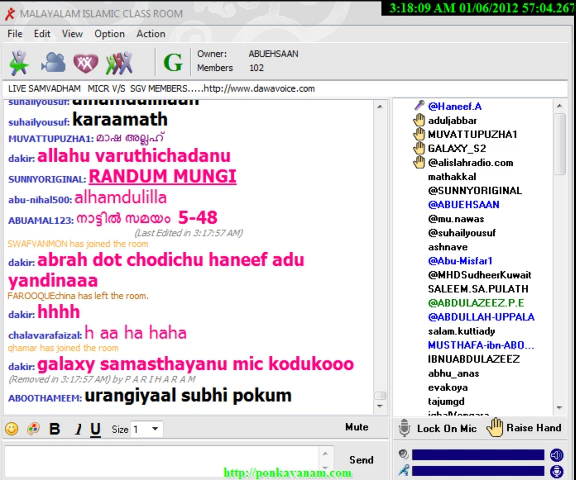 3:18:09 AM 01/06/2012 57:04.267
MALAYALAM ISLAMIC CLASS ROOM
File Edit View Option Action
G
Owner: ABUEHSAAN
Members 102
LIVE SAMVADHAM MICR V/S SGV MEMBERS.....http://www.dawavoice.com
suhailyousuf: alhamdulillaah
suhailyousuf: karaamath
MUVATTUPUZHA1: മാഷ അല്ലഹ്
dakir: allahu varuthichadanu
SUNNYORIGINAL: RANDUM MUNGI
abu-nihal500: alhamdulilla
ABUAMAL123: നാട്ടില്‍ സമയം 5-48
(Last Edited in 3:17:57 AM)
SWAFVANMON has joined the room
dakir: abrah dot chodichu haneef adu
yandinaaa
FAROOQUEchina has left the room.
dakir: hhhh
chalavarafaizal: h aa ha haha
qhamar has joined the room
dakir: galaxy samasthayanu mic kodukooo
(Removed in 3:17:57 AM) by P A R I H A R A M
ABOOTHAMEEM: urangiyaal subhi pokum
@Haneef.A
aduljabbar
MUVATTUPUZHA1
GALAXY_S2
@alislahradio.com
mathakkal
@SUNNYORIGINAL
@ABUEHSAAN
@mu.nawas
@suhailyousuf
ashnave
@Abu-Misfar1
@MHDSudheerKuwait
SALEEM.SA.PULATH
@ABDULAZEEZ.P.E
@ABDULLAH-UPPALA
salam.kuttiady
MUSTHAFA-ibn-ABO...
IBNUABDULAZEEZ
abhu_anas
evakoya
tajumgd
B I U Size 1 Mute
Lock On Mic Raise Hand
Send
http://ponkavanam.com